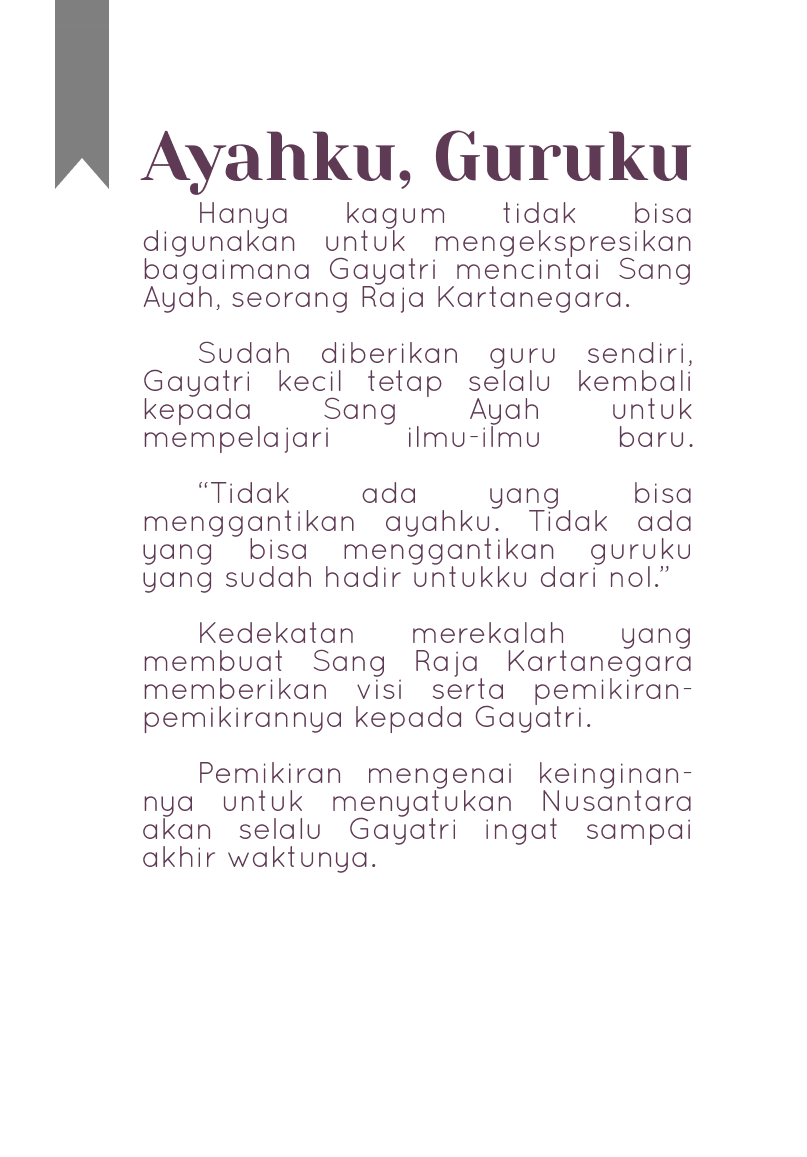 Ayahku, Guruku
Hanya kagum tidak bisa
digunakan untuk mengekspresikan
bagaimana Gayatri mencintai Sang
Ayah, seorang Raja Kartanegara.
Sudah diberikan guru sendiri,
Gayatri kecil tetap selalu kembali
kepada Sang Ayah untuk
mempelajari ilmu-ilmu baru.
“Tidak ada yang bisa
menggantikan ayahku. Tidak ada
yang bisa menggantikan guruku
yang sudah hadir untukku dari nol.”
Kedekatan merekalah yang
membuat Sang Raja Kartanegara
memberikan visi serta pemikiran-
pemikirannya kepada Gayatri.
Pemikiran mengenai keinginan-
nya untuk menyatukan Nusantara
akan selalu Gayatri ingat sampai
akhir waktunya.